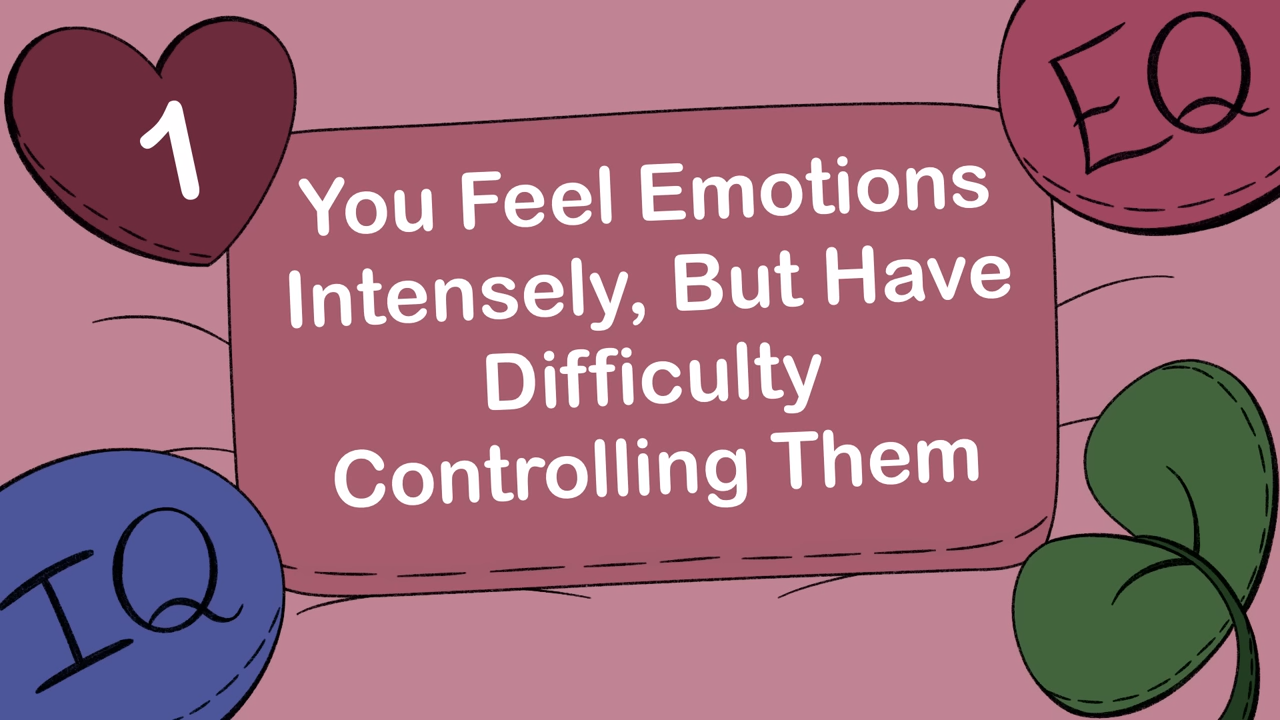 1
EQ
You Feel Emotions
Intensely, But Have
Difficulty
Controlling Them
IQ